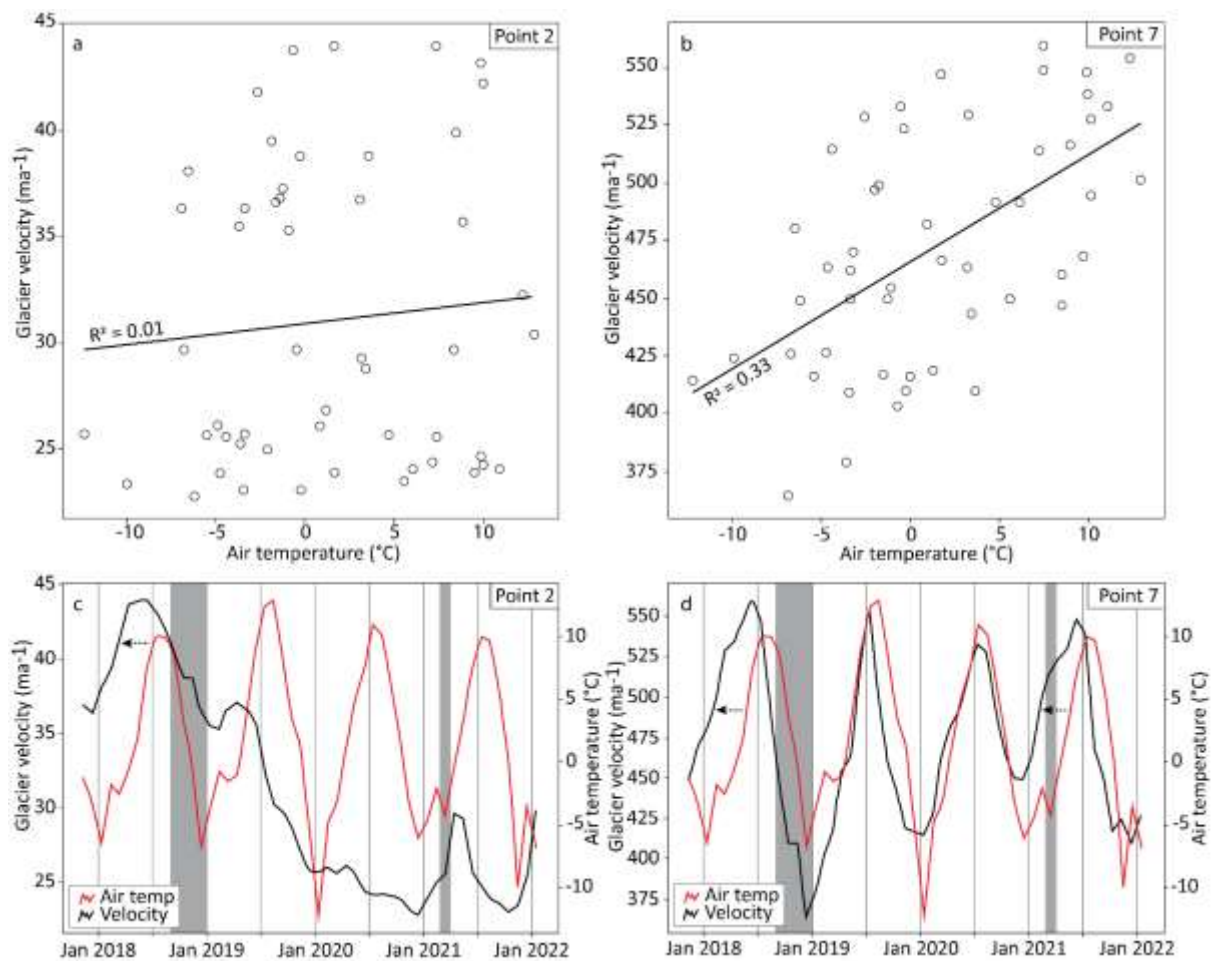 a
Point 2
Glacier velocity (ma-1)
45
40
35
30
25
R² = 0.01
-10
-5
0
5
10
Air temperature (°C)
b
Point 7
Glacier velocity (ma-1)
550
525
500
475
450
425
400
375
R² = 0.33
-10
-5
0
5
10
Air temperature (°C)
c
Point 2
Glacier velocity (ma-1)
45
40
35
30
25
10
5
0
-5
-10
Air temperature (°C)
Air temp
Velocity
Jan 2018
Jan 2019
Jan 2020
Jan 2021
Jan 2022
d
Point 7
Glacier velocity (ma-1)
550
525
500
475
450
425
400
375
10
5
0
-5
-10
Air temperature (°C)
Air temp
Velocity
Jan 2018
Jan 2019
Jan 2020
Jan 2021
Jan 2022